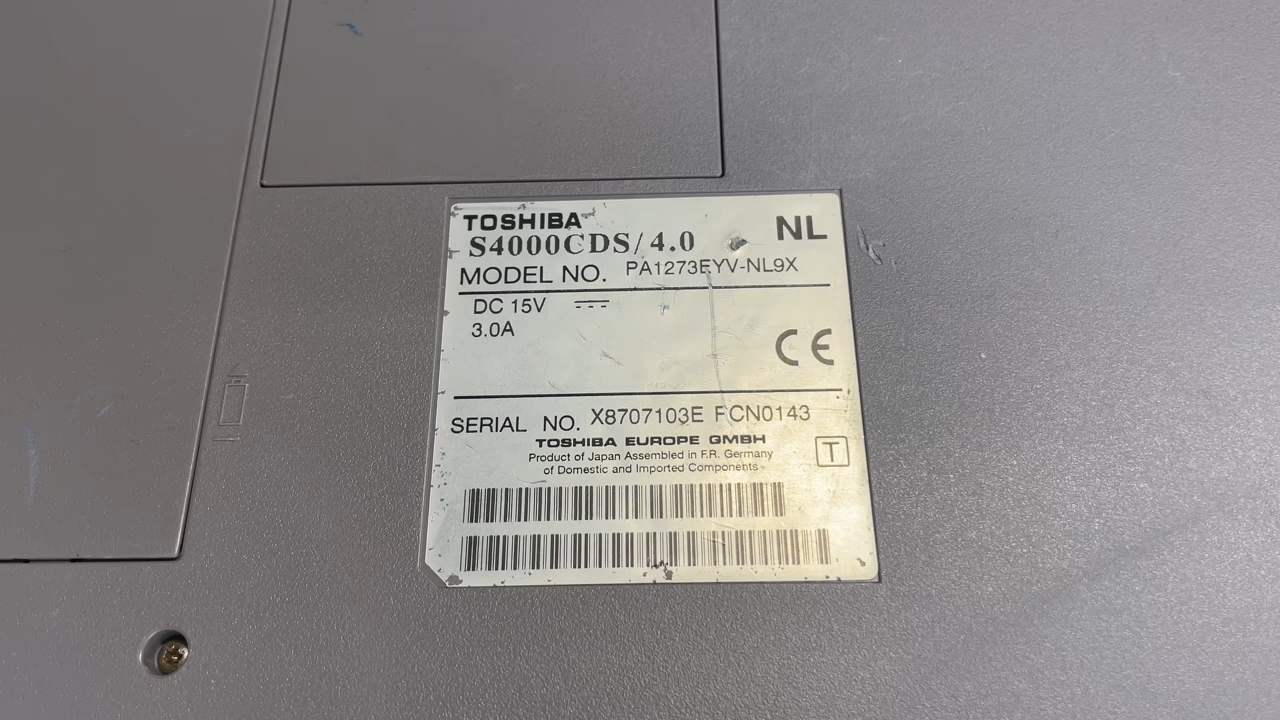 TOSHIBA
S4000CDS/4.0
NL
MODEL NO. PA1273EYV-NL9X
DC 15V
3.0A
CE
SERIAL NO. X8707103E FCN0143
TOSHIBA EUROPE GMBH
Product of Japan Assembled in F.R. Germany
of Domestic and Imported Components
T